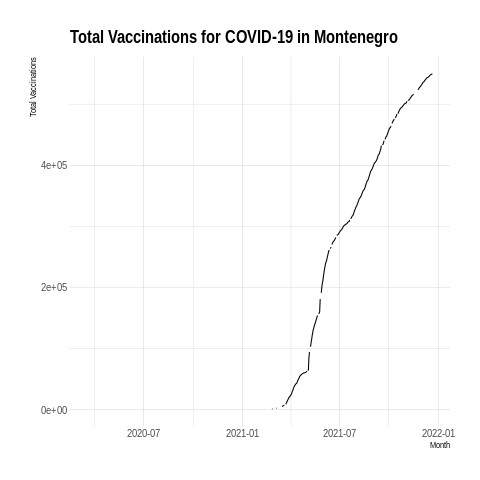 Total Vaccinations for COVID-19 in Montenegro
Total Vaccinations
4e+05
2e+05
0e+00
2020-07 2021-01 2021-07 2022-01
Month